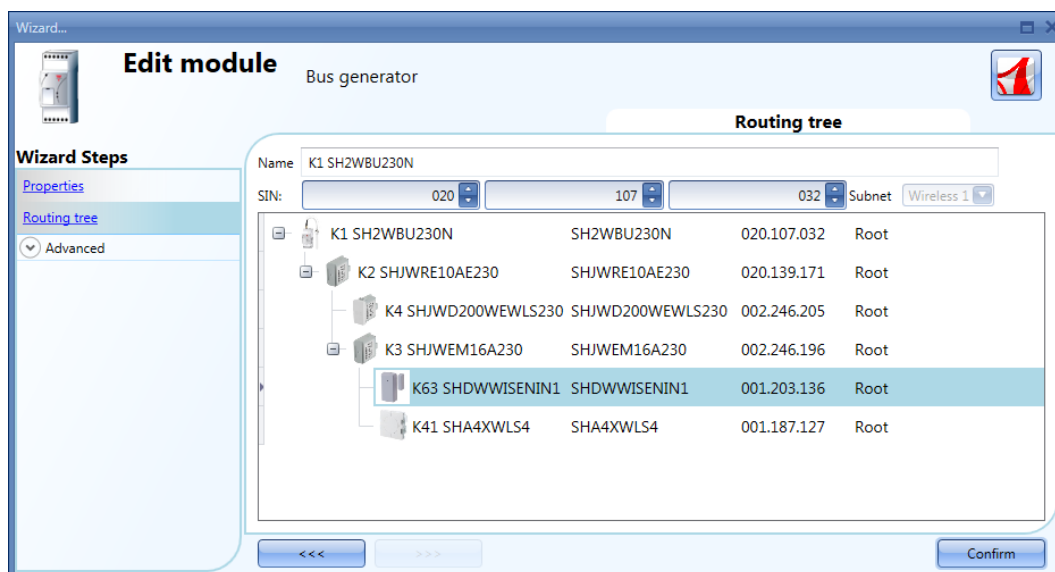 Wizard...
Edit module
Bus generator
Routing tree
Wizard Steps
Properties
Routing tree
Advanced
Name K1 SH2WBU230N
SIN: 020 107 032 Subnet Wireless 1
K1 SH2WBU230N SH2WBU230N 020.107.032 Root
K2 SHJWRE10AE230 SHJWRE10AE230 020.139.171 Root
K4 SHJWD200WEWLS230 SHJWD200WEWLS230 002.246.205 Root
K3 SHJWEM16A230 SHJWEM16A230 002.246.196 Root
K63 SHDWWISENIN1 SHDWWISENIN1 001.203.136 Root
K41 SHA4XWLS4 SHA4XWLS4 001.187.127 Root
<<< >>> Confirm